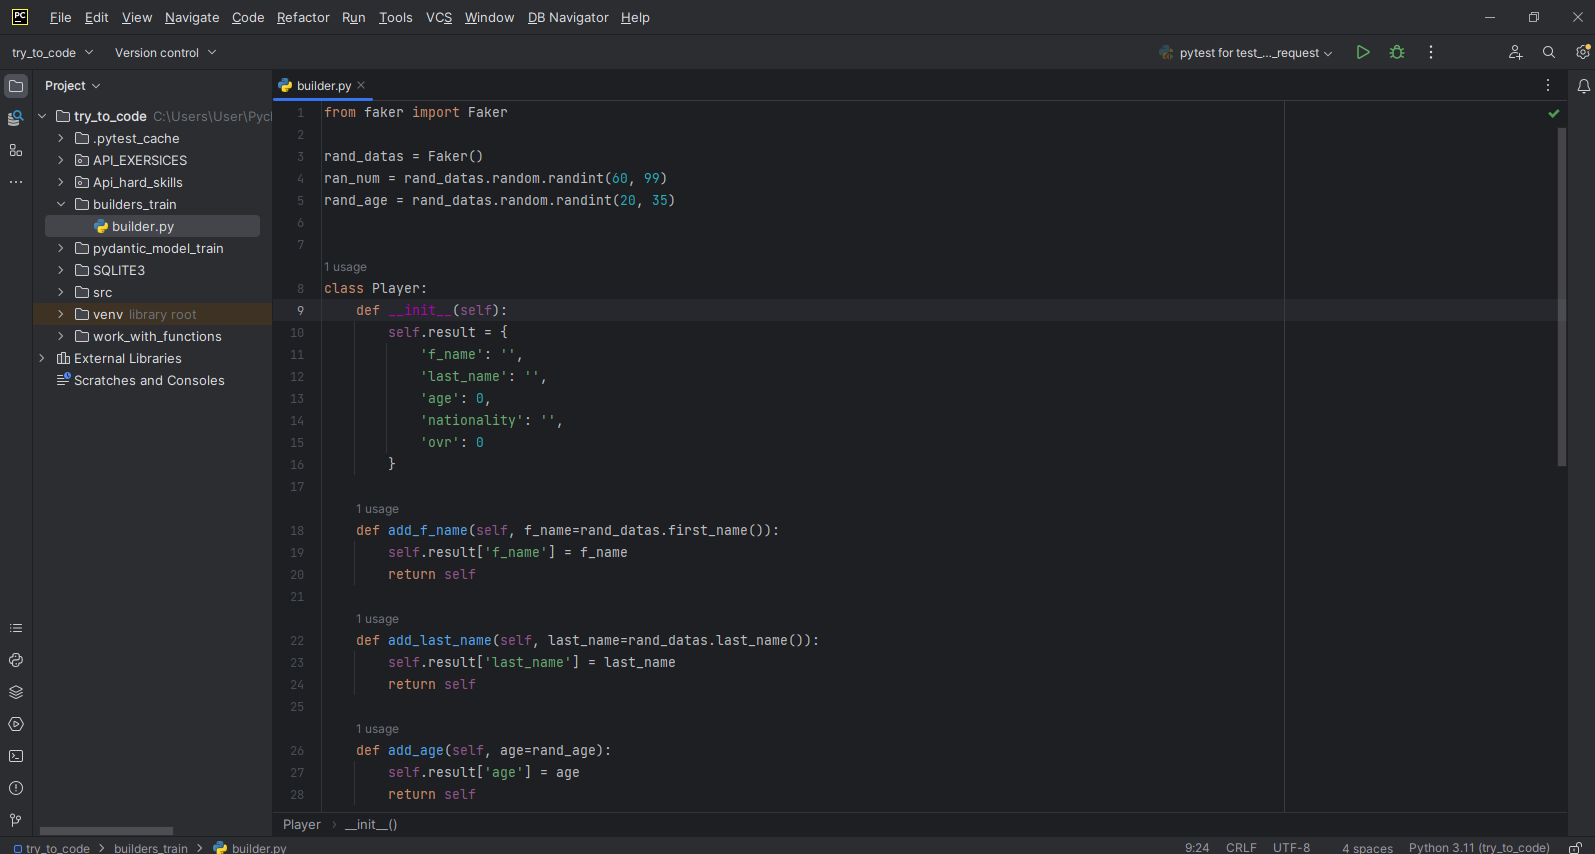 PC File Edit View Navigate Code Refactor Run Tools VCS Window DB Navigator Help
try_to_code Version control pytest for test_..._request
Project
try_to_code C:\Users\User\Pycl
.pytest_cache
API_EXERSICES
Api_hard_skills
builders_train
builder.py
pydantic_model_train
SQLITE3
src
venv library root
work_with_functions
External Libraries
Scratches and Consoles
builder.py
1 from faker import Faker
2
3 rand_datas = Faker()
4 ran_num = rand_datas.random.randint(60, 99)
5 rand_age = rand_datas.random.randint(20, 35)
6
7
1 usage
8 class Player:
9 def __init__(self):
10 self.result = {
11 'f_name': '',
12 'last_name': '',
13 'age': 0,
14 'nationality': '',
15 'ovr': 0
16 }
17
1 usage
18 def add_f_name(self, f_name=rand_datas.first_name()):
19 self.result['f_name'] = f_name
20 return self
21
1 usage
22 def add_last_name(self, last_name=rand_datas.last_name()):
23 self.result['last_name'] = last_name
24 return self
25
1 usage
26 def add_age(self, age=rand_age):
27 self.result['age'] = age
28 return self
Player > __init__()
try_to_code > builders_train > builder.py 9:24 CRLF UTF-8 4 spaces Python 3.11 (try_to_code)